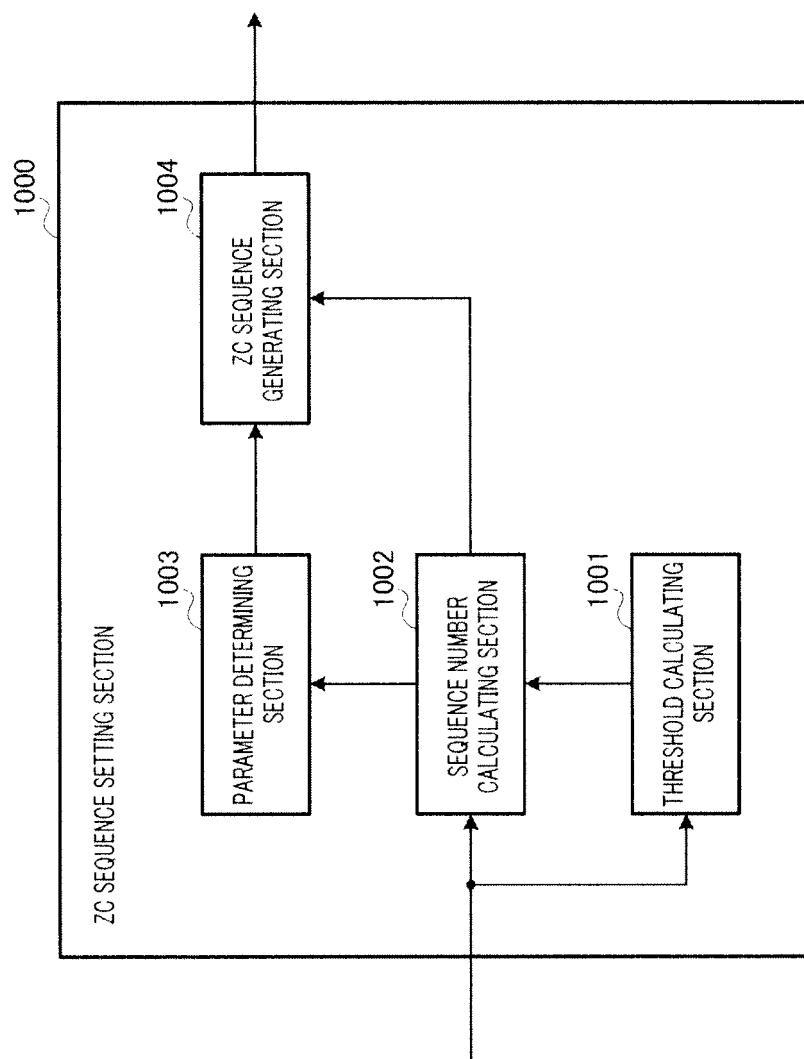 1000
ZC SEQUENCE SETTING SECTION
1003
PARAMETER DETERMINING
SECTION
1004
ZC SEQUENCE
GENERATING SECTION
1002
SEQUENCE NUMBER
CALCULATING SECTION
1001
THRESHOLD CALCULATING
SECTION